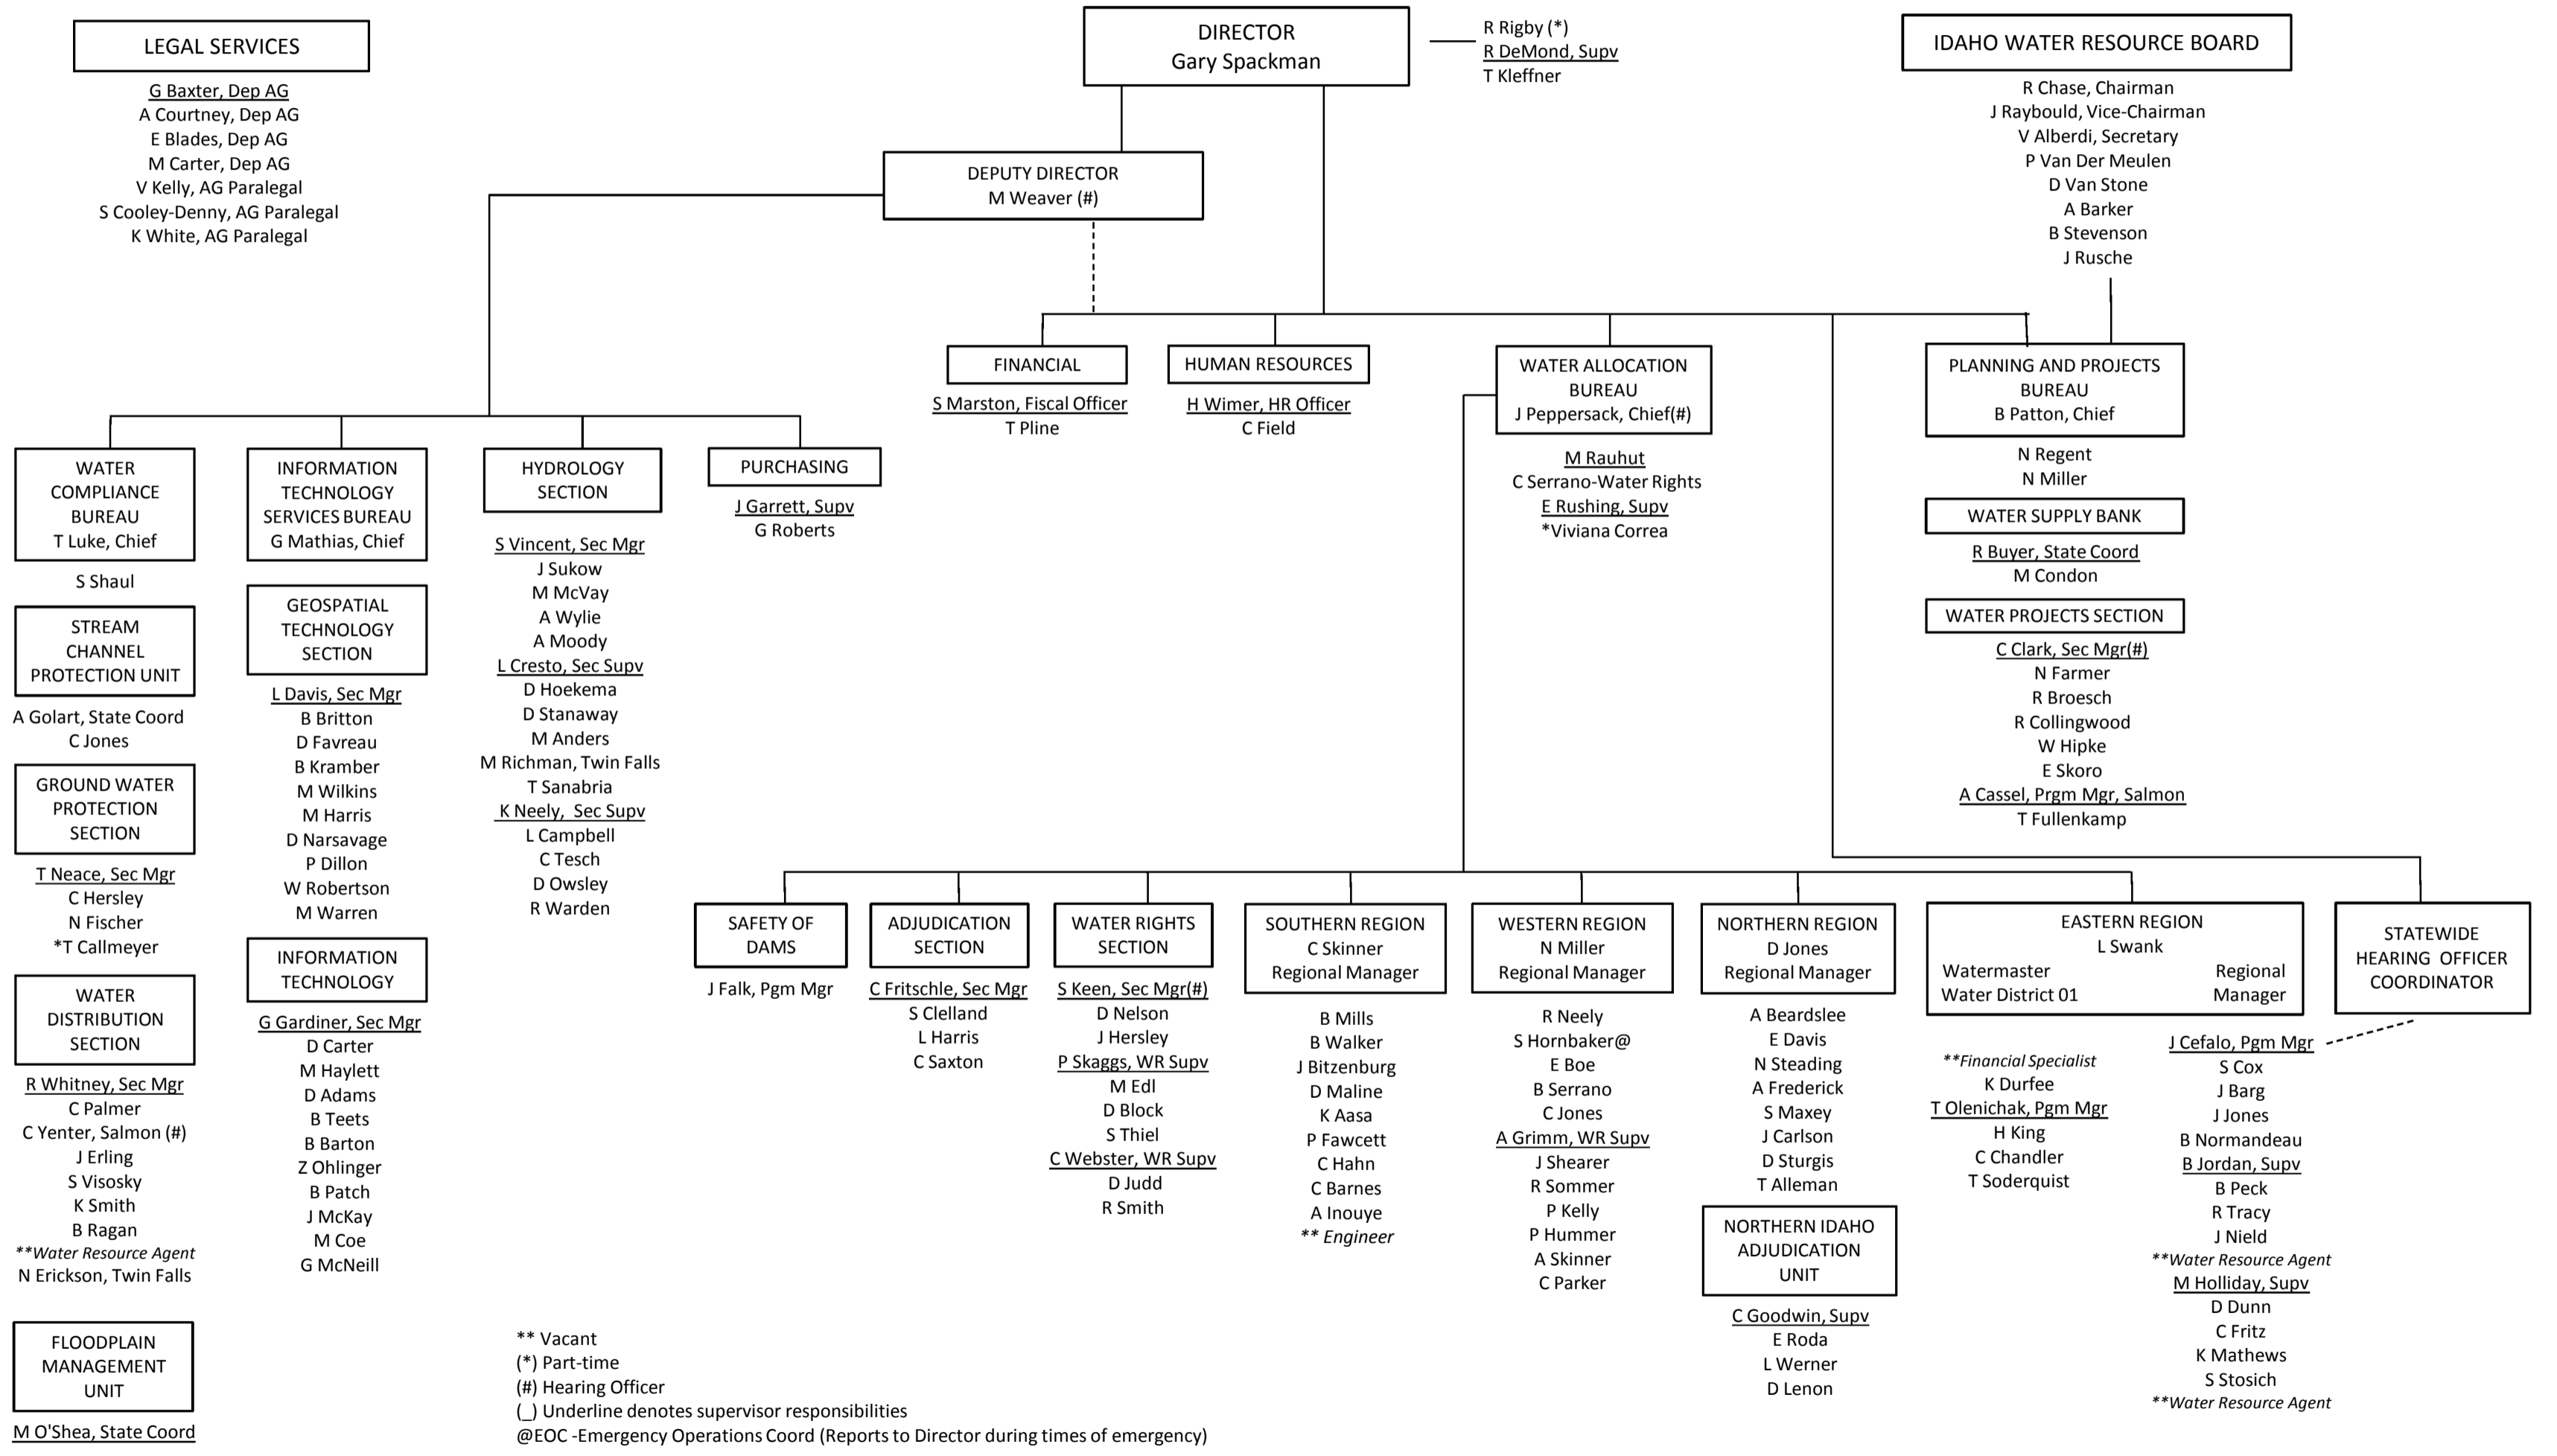 LEGAL SERVICES
G Baxter, Dep AG
A Courtney, Dep AG
E Blades, Dep AG
M Carter, Dep AG
V Kelly, AG Paralegal
S Cooley-Denny, AG Paralegal
K White, AG Paralegal
DIRECTOR
Gary Spackman
R Rigby (*)
R DeMond, Supv
T Kleffner
IDAHO WATER RESOURCE BOARD
R Chase, Chairman
J Raybould, Vice-Chairman
V Alberdi, Secretary
P Van Der Meulen
D Van Stone
A Barker
B Stevenson
J Rusche
DEPUTY DIRECTOR
M Weaver (#)
FINANCIAL
S Marston, Fiscal Officer
T Pline
HUMAN RESOURCES
H Wimer, HR Officer
C Field
WATER ALLOCATION
BUREAU
J Peppersack, Chief(#)
M Rauhut
C Serrano-Water Rights
E Rushing, Supv
*Viviana Correa
PLANNING AND PROJECTS
BUREAU
B Patton, Chief
N Regent
N Miller
WATER SUPPLY BANK
R Buyer, State Coord
M Condon
WATER PROJECTS SECTION
C Clark, Sec Mgr(#)
N Farmer
R Broesch
R Collingwood
W Hipke
E Skoro
A Cassel, Prgm Mgr, Salmon
T Fullenkamp
WATER
COMPLIANCE
BUREAU
T Luke, Chief
S Shaul
STREAM
CHANNEL
PROTECTION UNIT
A Golart, State Coord
C Jones
GROUND WATER
PROTECTION
SECTION
T Neace, Sec Mgr
C Hersley
N Fischer
*T Callmeyer
WATER
DISTRIBUTION
SECTION
R Whitney, Sec Mgr
C Palmer
C Yenter, Salmon (#)
J Erling
S Visosky
K Smith
B Ragan
**Water Resource Agent
N Erickson, Twin Falls
FLOODPLAIN
MANAGEMENT
UNIT
M O'Shea, State Coord
INFORMATION
TECHNOLOGY
SERVICES BUREAU
G Mathias, Chief
GEOSPATIAL
TECHNOLOGY
SECTION
L Davis, Sec Mgr
B Britton
D Favreau
B Kramber
M Wilkins
M Harris
D Narsavage
P Dillon
W Robertson
M Warren
INFORMATION
TECHNOLOGY
G Gardiner, Sec Mgr
D Carter
M Haylett
D Adams
B Teets
B Barton
Z Ohlinger
B Patch
J McKay
M Coe
G McNeill
HYDROLOGY
SECTION
S Vincent, Sec Mgr
J Sukow
M McVay
A Wylie
A Moody
L Cresto, Sec Supv
D Hoekema
D Stanaway
M Anders
M Richman, Twin Falls
T Sanabria
K Neely, Sec Supv
L Campbell
C Tesch
D Owsley
R Warden
PURCHASING
J Garrett, Supv
G Roberts
SAFETY OF
DAMS
J Falk, Pgm Mgr
ADJUDICATION
SECTION
C Fritschle, Sec Mgr
S Clelland
L Harris
C Saxton
WATER RIGHTS
SECTION
S Keen, Sec Mgr(#)
D Nelson
J Hersley
P Skaggs, WR Supv
M Edl
D Block
S Thiel
C Webster, WR Supv
D Judd
R Smith
SOUTHERN REGION
C Skinner
Regional Manager
B Mills
B Walker
J Bitzenburg
D Maline
K Aasa
P Fawcett
C Hahn
C Barnes
A Inouye
** Engineer
WESTERN REGION
N Miller
Regional Manager
R Neely
S Hornbaker@
E Boe
B Serrano
C Jones
A Grimm, WR Supv
J Shearer
R Sommer
P Kelly
P Hummer
A Skinner
C Parker
NORTHERN REGION
D Jones
Regional Manager
A Beardslee
E Davis
N Steading
A Frederick
S Maxey
J Carlson
D Sturgis
T Alleman
NORTHERN IDAHO
ADJUDICATION
UNIT
C Goodwin, Supv
E Roda
L Werner
D Lenon
EASTERN REGION
L Swank
Watermaster
Water District 01
Regional
Manager
**Financial Specialist
K Durfee
T Olenichak, Pgm Mgr
H King
C Chandler
T Soderquist
J Cefalo, Pgm Mgr
S Cox
J Barg
J Jones
B Normandeau
B Jordan, Supv
B Peck
R Tracy
J Nield
**Water Resource Agent
M Holliday, Supv
D Dunn
C Fritz
K Mathews
S Stosich
**Water Resource Agent
STATEWIDE
HEARING OFFICER
COORDINATOR
** Vacant
(*) Part-time
(#) Hearing Officer
(_) Underline denotes supervisor responsibilities
@EOC -Emergency Operations Coord (Reports to Director during times of emergency)